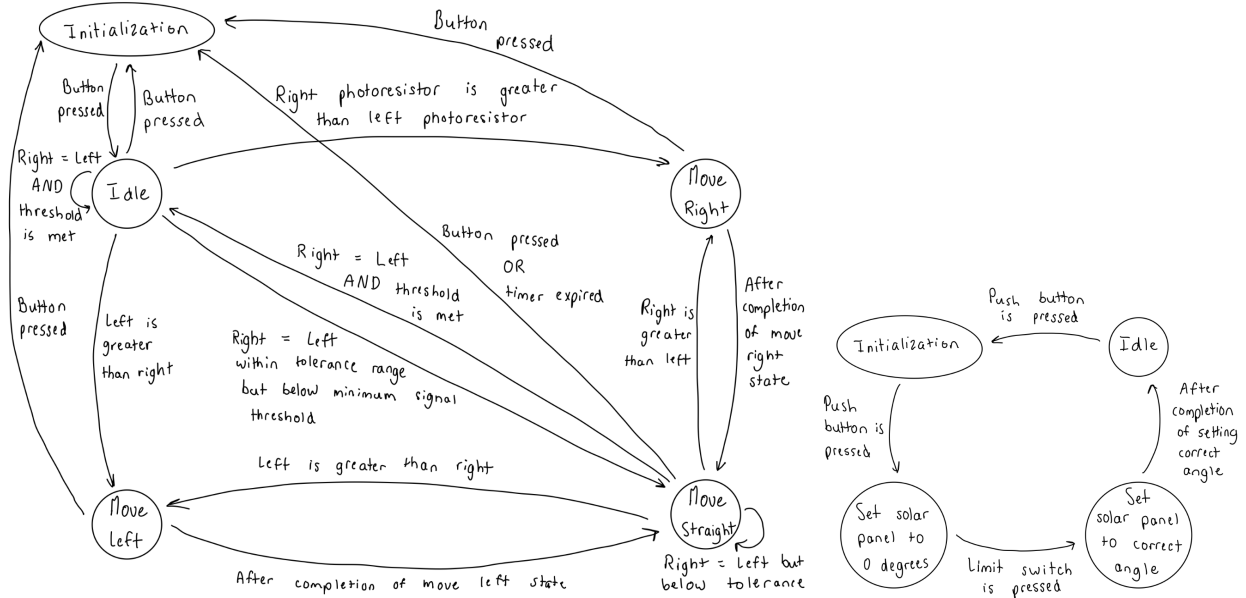 Initialization
Button
pressed
Button
pressed
Button
pressed
Right photoresistor is greater
than left photoresistor
Right = Left
AND
threshold
is met
Idle
Move
Right
Right = Left
AND threshold
is met
Button pressed
OR
timer expired
Button
pressed
Left is
greater
than right
Right = Left
within tolerance range
but below minimum signal
threshold
Right is
greater
than left
After
completion
of move
right
state
Left is greater than right
Move
Left
Move
Straight
After completion of move left state
Right = Left but
below tolerance
Push button
is pressed
Initialization
Idle
Push
button is
pressed
After
completion
of setting
correct
angle
Set solar
panel to
0 degrees
Set
solar panel
to correct
angle
Limit switch
is pressed